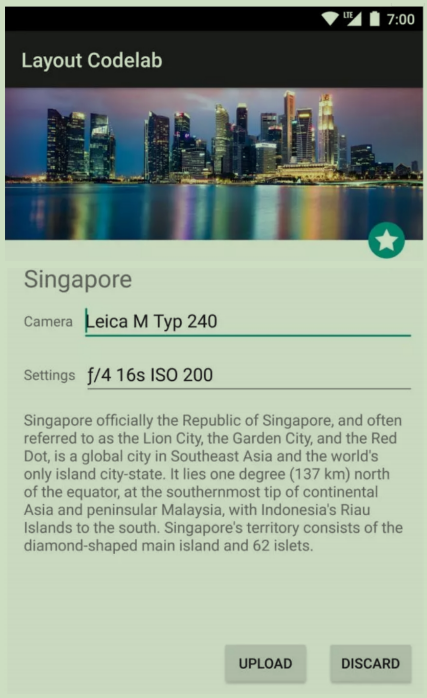 LTE 7:00
Layout Codelab
Singapore
Camera Leica M Typ 240
Settings ƒ/4 16s ISO 200
Singapore officially the Republic of Singapore, and often
referred to as the Lion City, the Garden City, and the Red
Dot, is a global city in Southeast Asia and the world's
only island city-state. It lies one degree (137 km) north
of the equator, at the southernmost tip of continental
Asia and peninsular Malaysia, with Indonesia's Riau
Islands to the south. Singapore's territory consists of the
diamond-shaped main island and 62 islets.
UPLOAD DISCARD